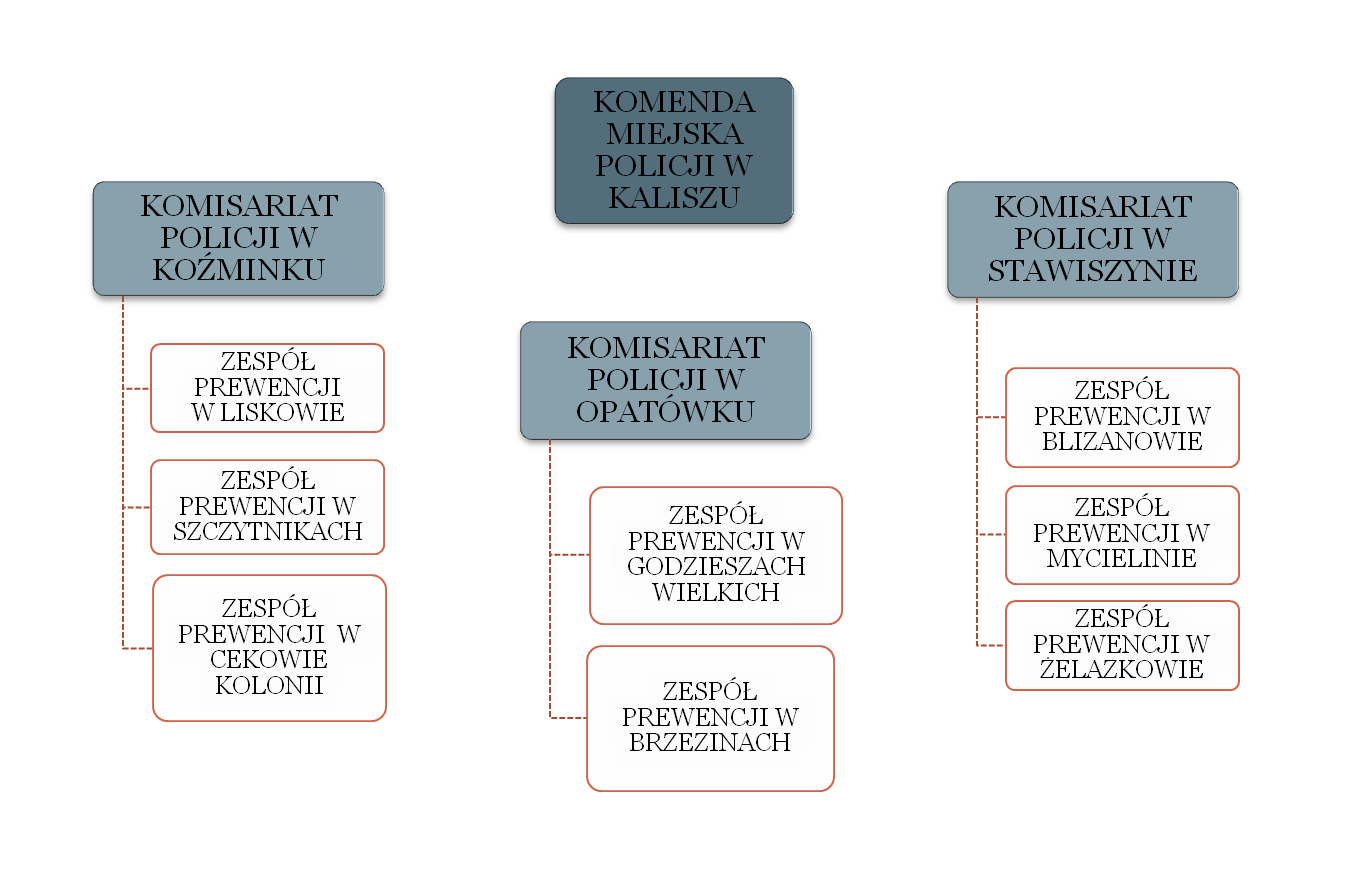 KOMENDA
MIEJSKA
POLICJI W
KALISZU
KOMISARIAT
POLICJI W
KOŹMINKU
ZESPÓŁ
PREWENCJI
W LISKOWIE
ZESPÓŁ
PREWENCJI W
SZCZYTNIKACH
ZESPÓŁ
PREWENCJI W
CEKOWIE
KOLONII
KOMISARIAT
POLICJI W
OPATÓWKU
ZESPÓŁ
PREWENCJI W
GODZIESZACH
WIELKICH
ZESPÓŁ
PREWENCJI W
BRZEZINACH
KOMISARIAT
POLICJI W
STAWISZYNIE
ZESPÓŁ
PREWENCJI W
BLIZANOWIE
ZESPÓŁ
PREWENCJI W
MYCIELINIE
ZESPÓŁ
PREWENCJI W
ŻELAZKOWIE